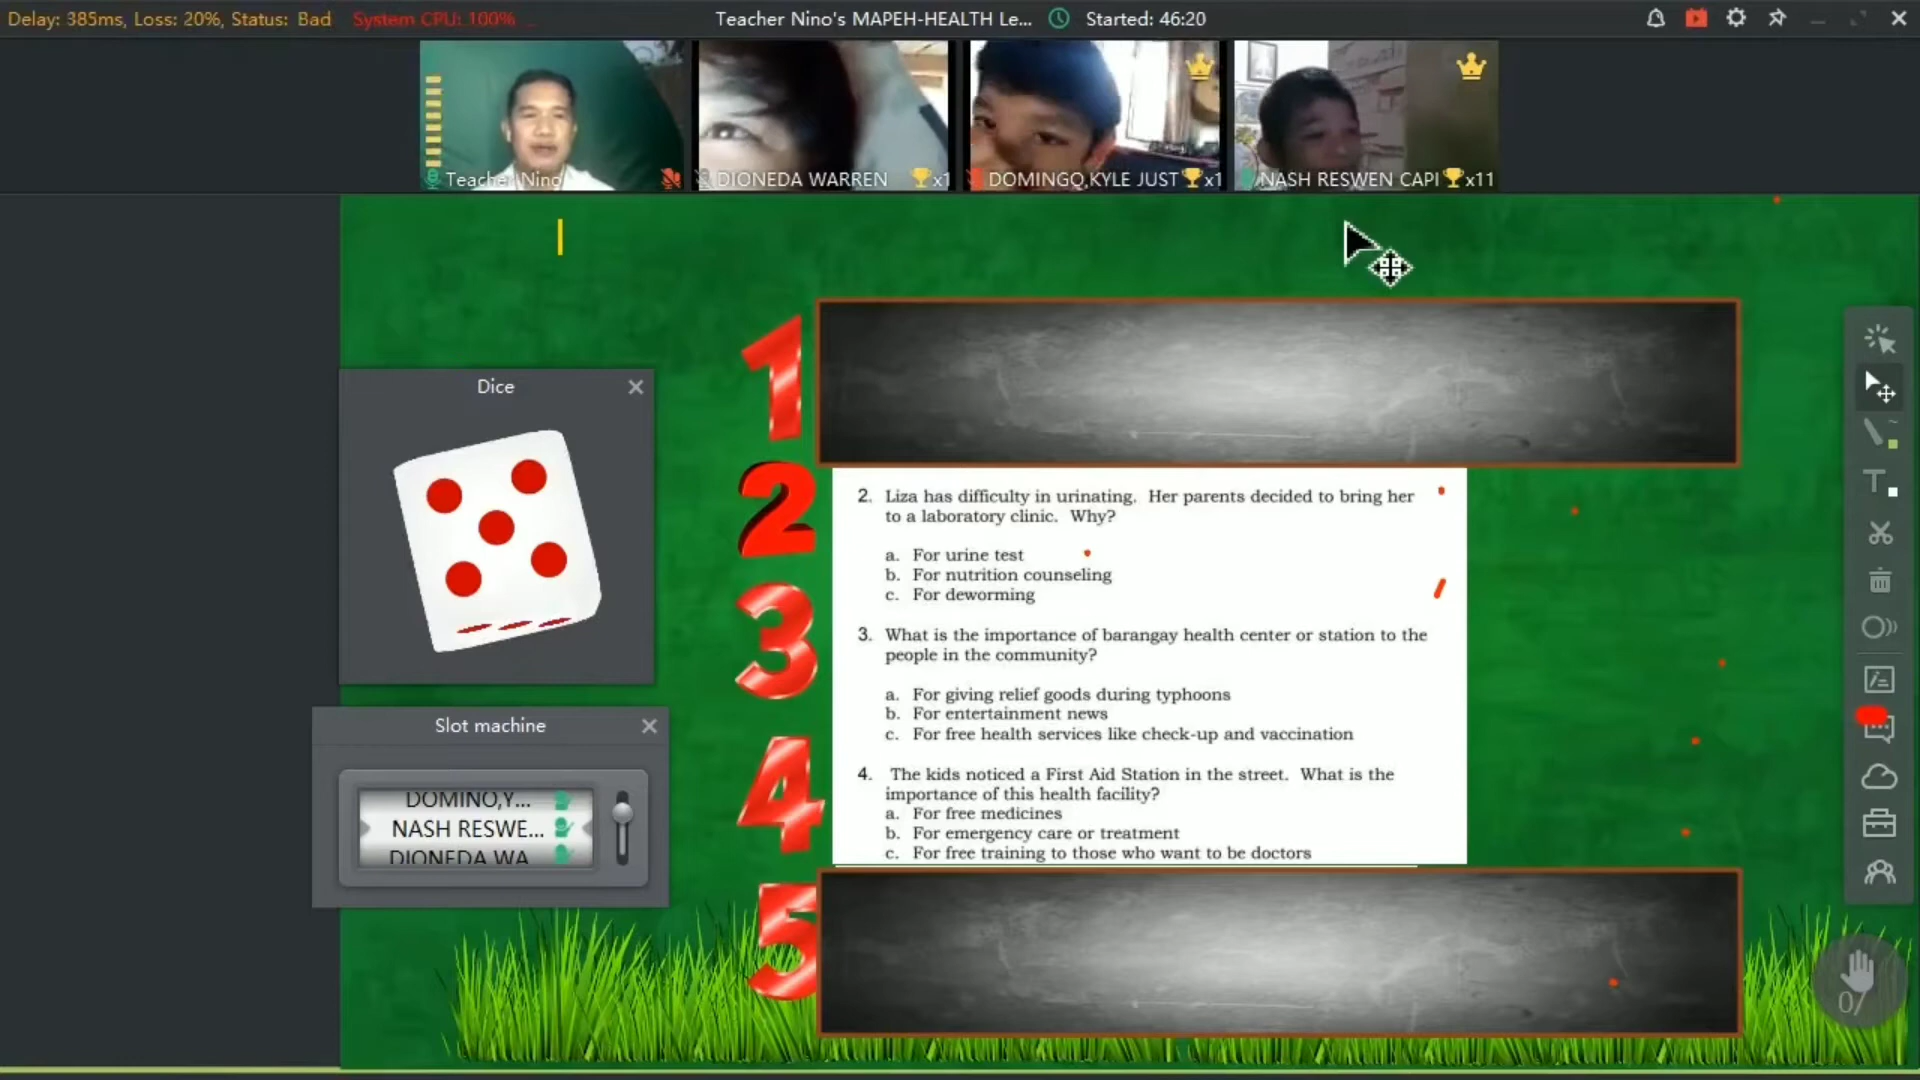 Delay: 385ms, Loss: 20%, Status: Bad
System CPU: 100%
Teacher Nino's MAPEH-HEALTH Le...
Started: 46:20
Teacher Nino
DIONEDA WARREN
x1
DOMINGO,KYLE JUST
x1
NASH RESWEN CAPI
x11
Dice
Slot machine
DOMINO,Y...
NASH RESWE...
DIONEDA WA
1
2
3
4
5
2. Liza has difficulty in urinating. Her parents decided to bring her
to a laboratory clinic. Why?
a. For urine test
b. For nutrition counseling
c. For deworming
3. What is the importance of barangay health center or station to the
people in the community?
a. For giving relief goods during typhoons
b. For entertainment news
c. For free health services like check-up and vaccination
4. The kids noticed a First Aid Station in the street. What is the
importance of this health facility?
a. For free medicines
b. For emergency care or treatment
c. For free training to those who want to be doctors
0/